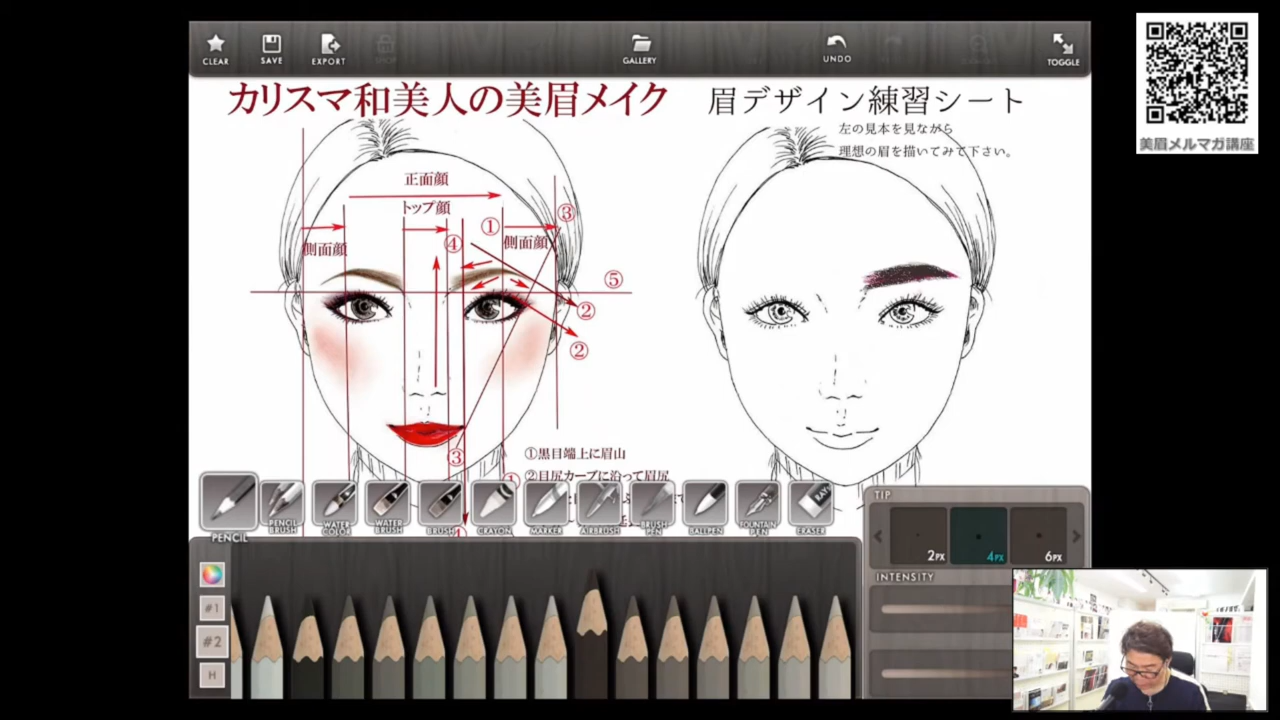 CLEAR
SAVE
EXPORT
GALLERY
UNDO
TOGGLE
美眉メルマガ講座
カリスマ和美人の美眉メイク
眉デザイン練習シート
左の見本を見ながら
理想の眉を描いてみて下さい。
正面顔
トップ顔
側面顔
側面顔
①
③
④
⑤
②
②
③
①黒目端上に眉山
②目尻カーブに沿って眉尻
PENCIL
PENCIL BRUSH
WATER COLOR
WATER BRUSH
BRUSH
CRAYON
MARKER
AIRBRUSH
BRUSH PEN
BALLPEN
FOUNTAIN PEN
ERASER
TIP
2PX
4PX
6PX
INTENSITY
#1
#2
H